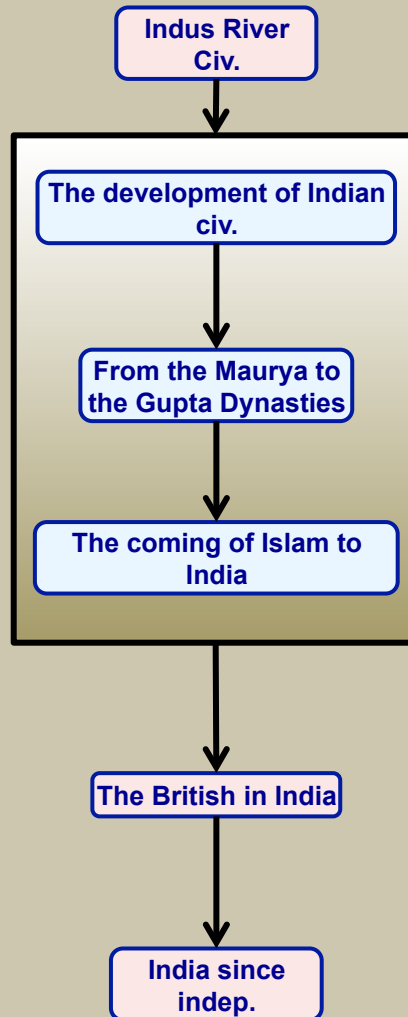 Indus River
Civ.
The development of Indian
civ.
From the Maurya to
the Gupta Dynasties
The coming of Islam to
India
The British in India
India since
indep.